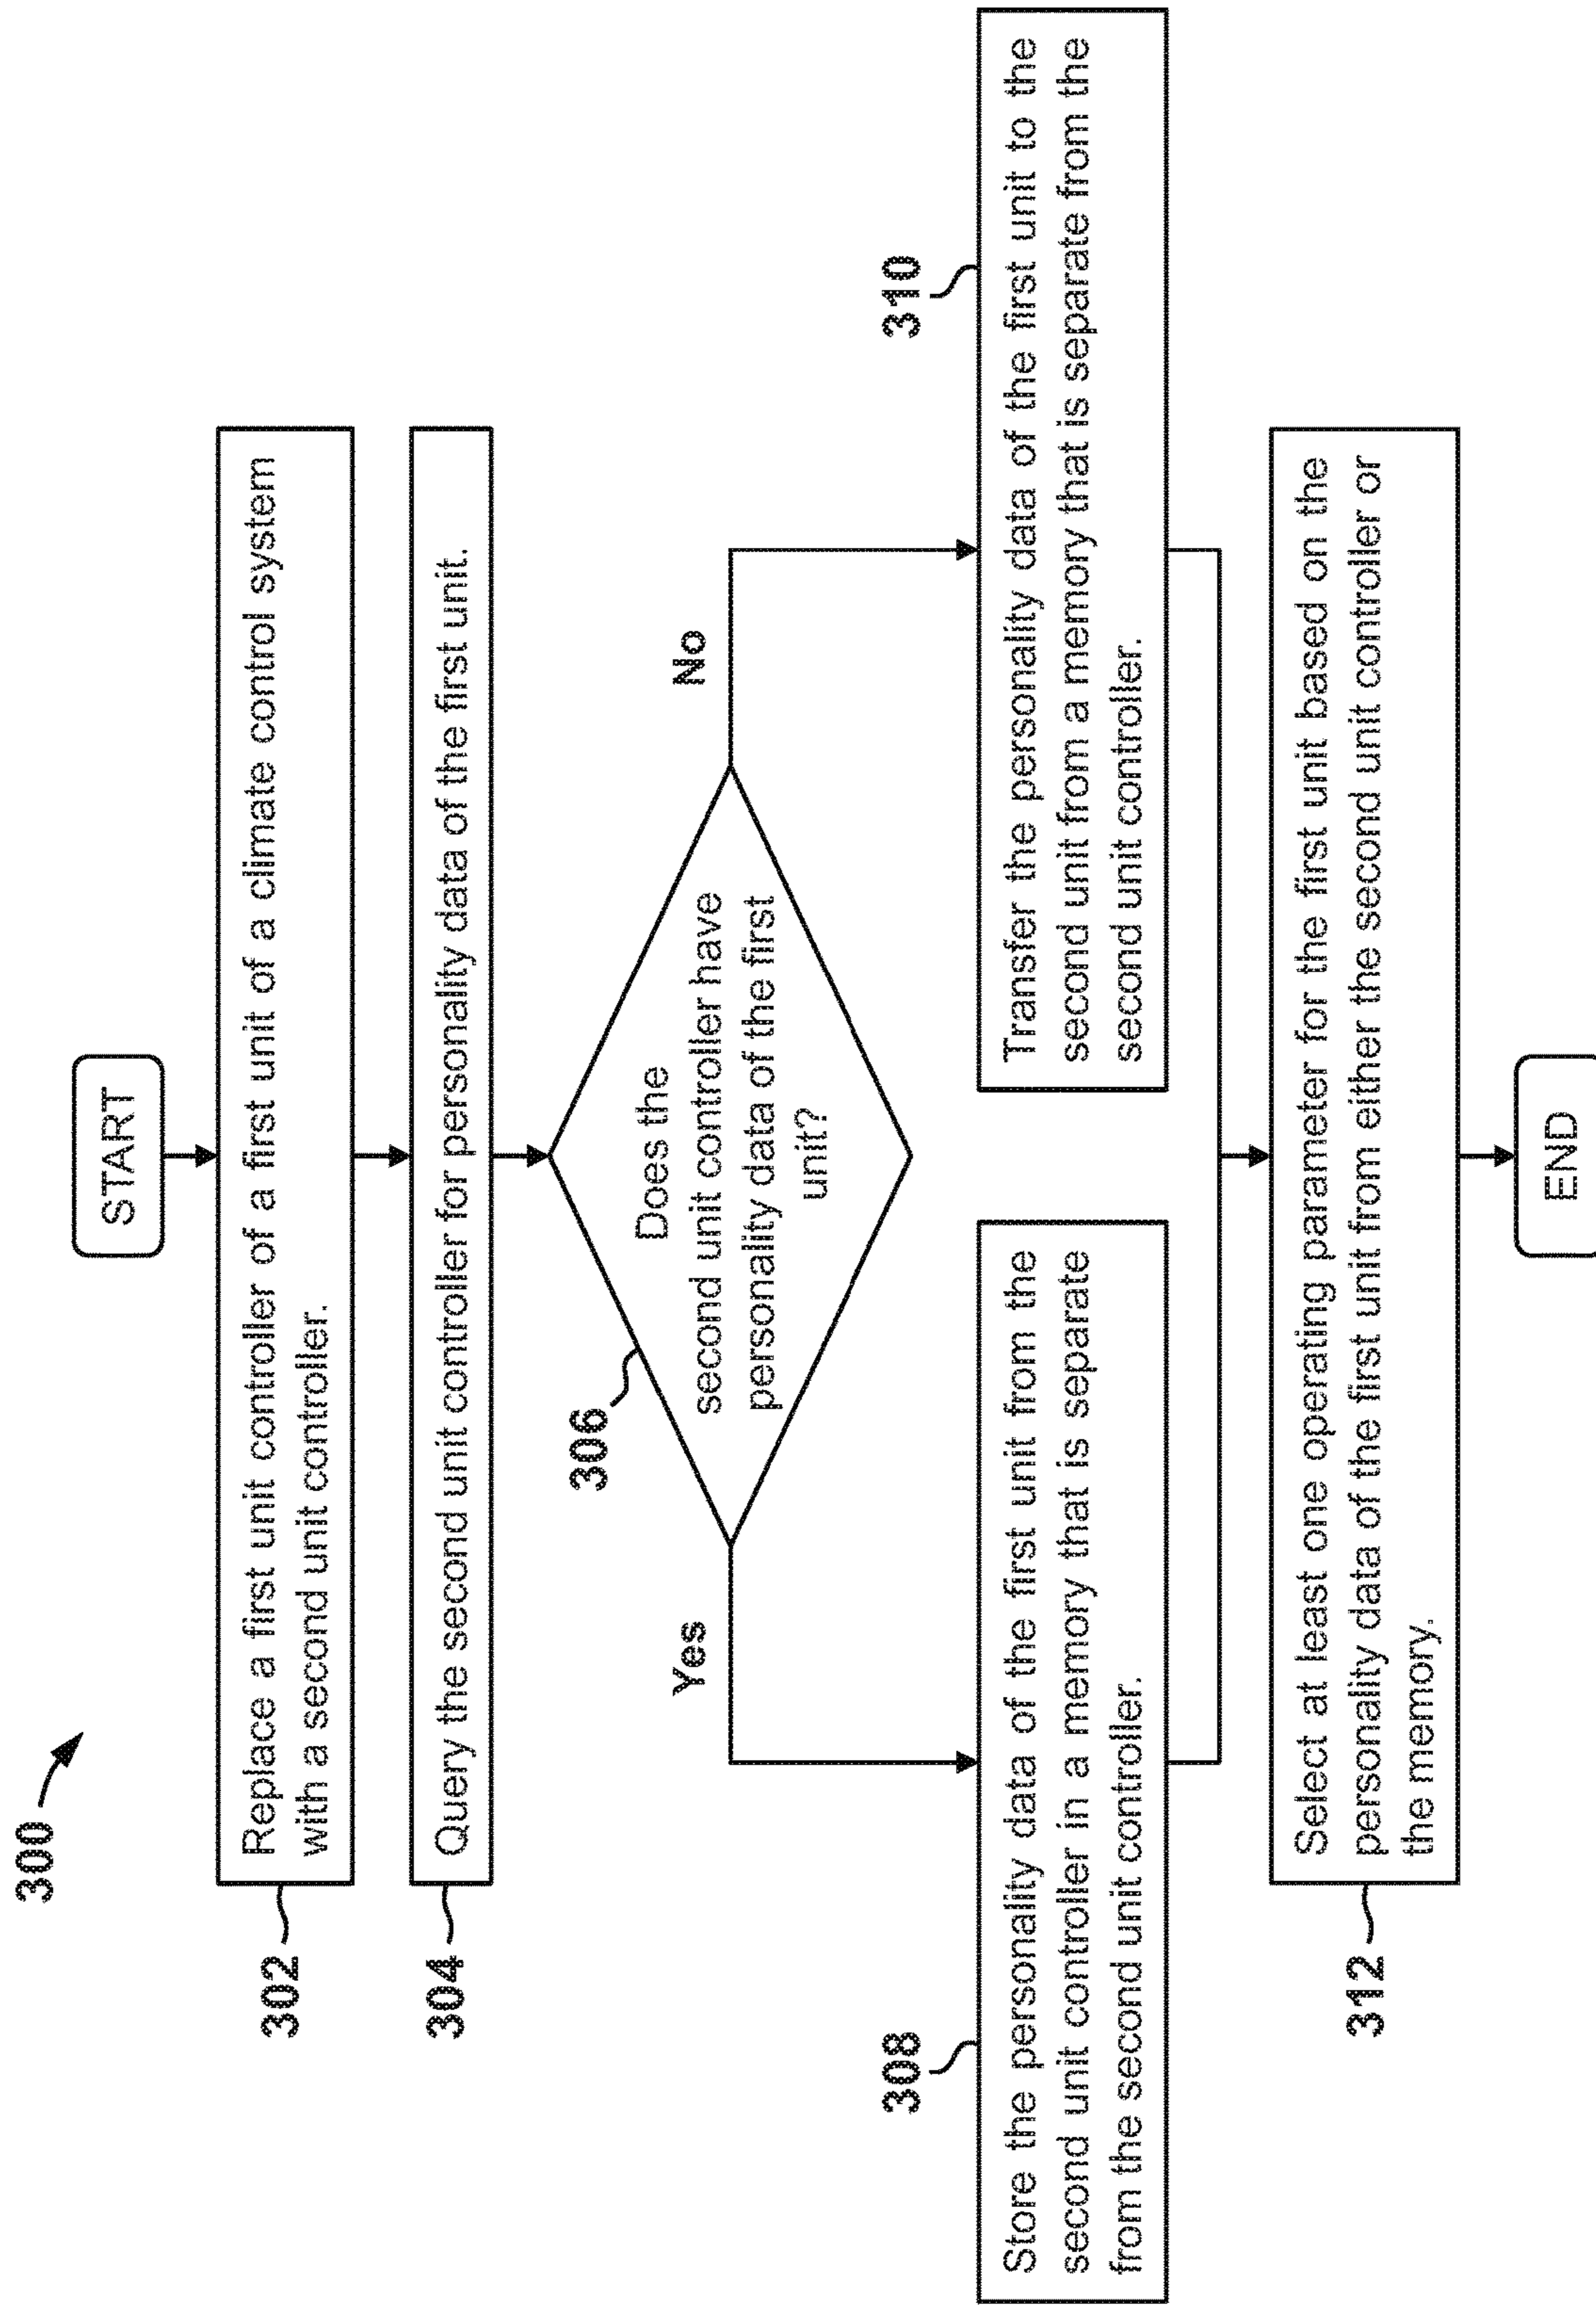 300
START
302
Replace a first unit controller of a first unit of a climate control system
with a second unit controller.
304
Query the second unit controller for personality data of the first unit.
306
Does the
second unit controller have
personality data of the first
unit?
Yes
No
308
Store the personality data of the first unit from the
second unit controller in a memory that is separate
from the second unit controller.
310
Transfer the personality data of the first unit to the
second unit from a memory that is separate from the
second unit controller.
312
Select at least one operating parameter for the first unit based on the
personality data of the first unit from either the second unit controller or
the memory.
END